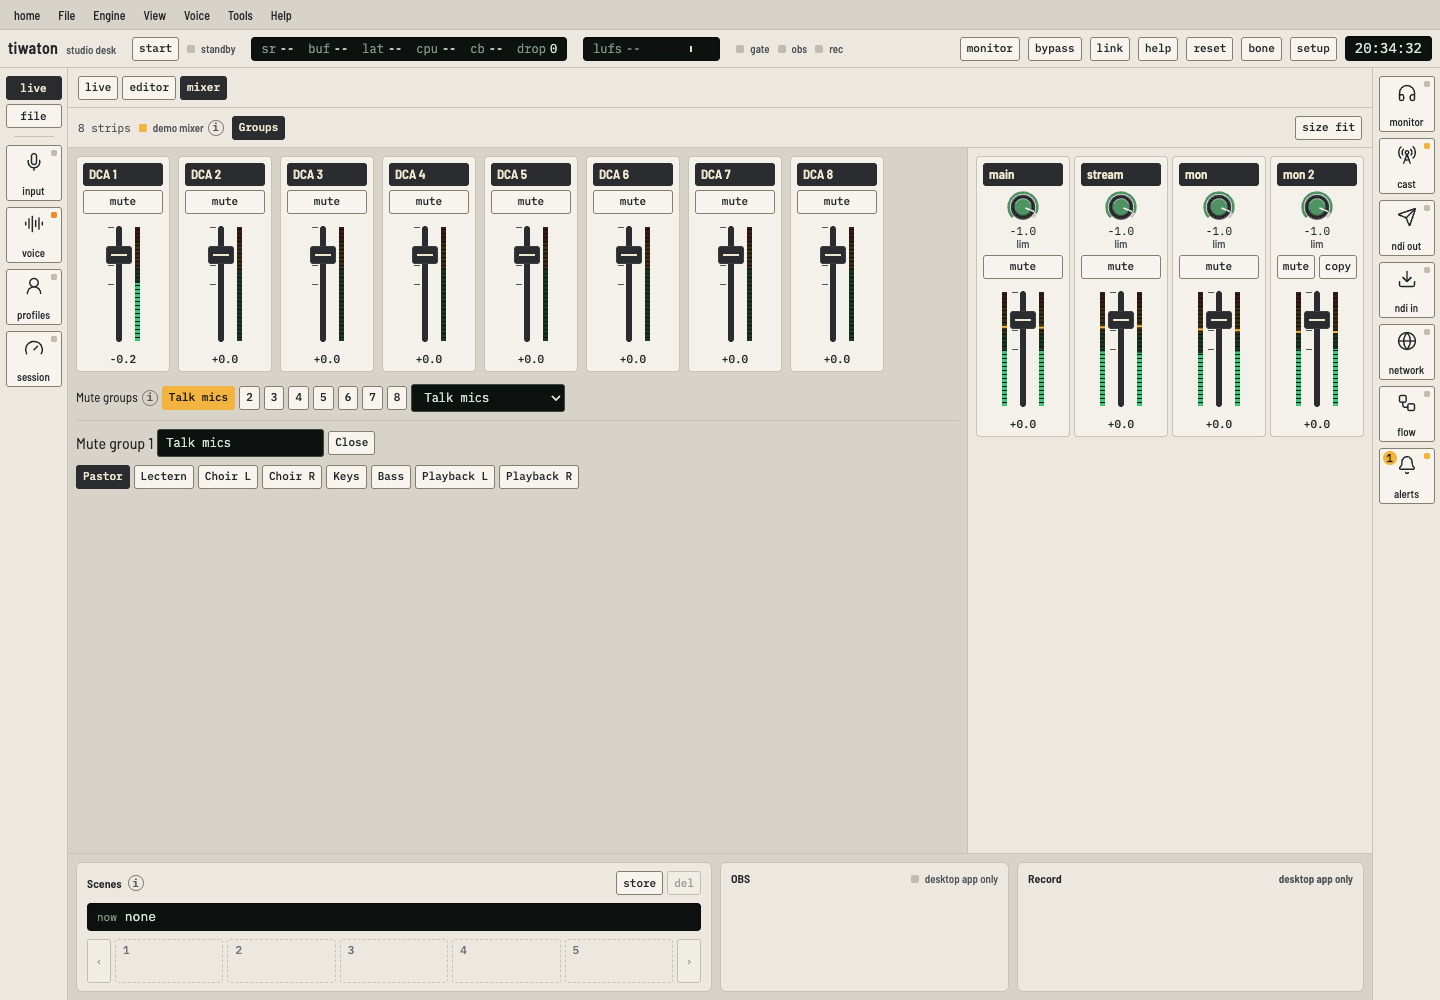 home File Engine View Voice Tools Help
tiwaton studio desk start standby sr -- buf -- lat -- cpu -- cb -- drop 0 lufs -- gate obs rec monitor bypass link help reset bone setup 20:34:32
live
file
input
voice
profiles
session
live editor mixer
8 strips demo mixer i Groups size fit
DCA 1 DCA 2 DCA 3 DCA 4 DCA 5 DCA 6 DCA 7 DCA 8
mute mute mute mute mute mute mute mute
-0.2 +0.0 +0.0 +0.0 +0.0 +0.0 +0.0 +0.0
Mute groups i Talk mics 2 3 4 5 6 7 8 Talk mics
Mute group 1 Talk mics Close
Pastor Lectern Choir L Choir R Keys Bass Playback L Playback R
main stream mon mon 2
-1.0 -1.0 -1.0 -1.0
lim lim lim lim
mute mute mute mute copy
+0.0 +0.0 +0.0 +0.0
monitor
cast
ndi out
ndi in
network
flow
1
alerts
Scenes i store del
now none
‹ 1 2 3 4 5 ›
OBS desktop app only
Record desktop app only